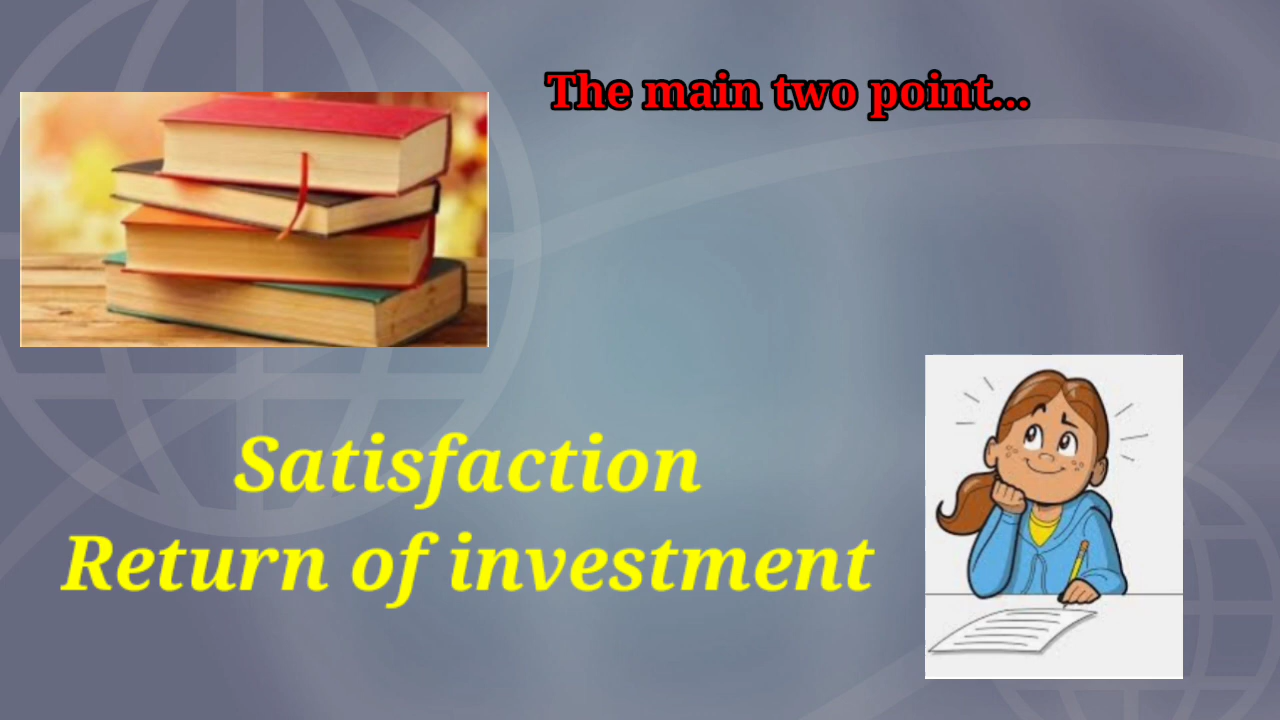 The main two point...
Satisfaction
Return of investment